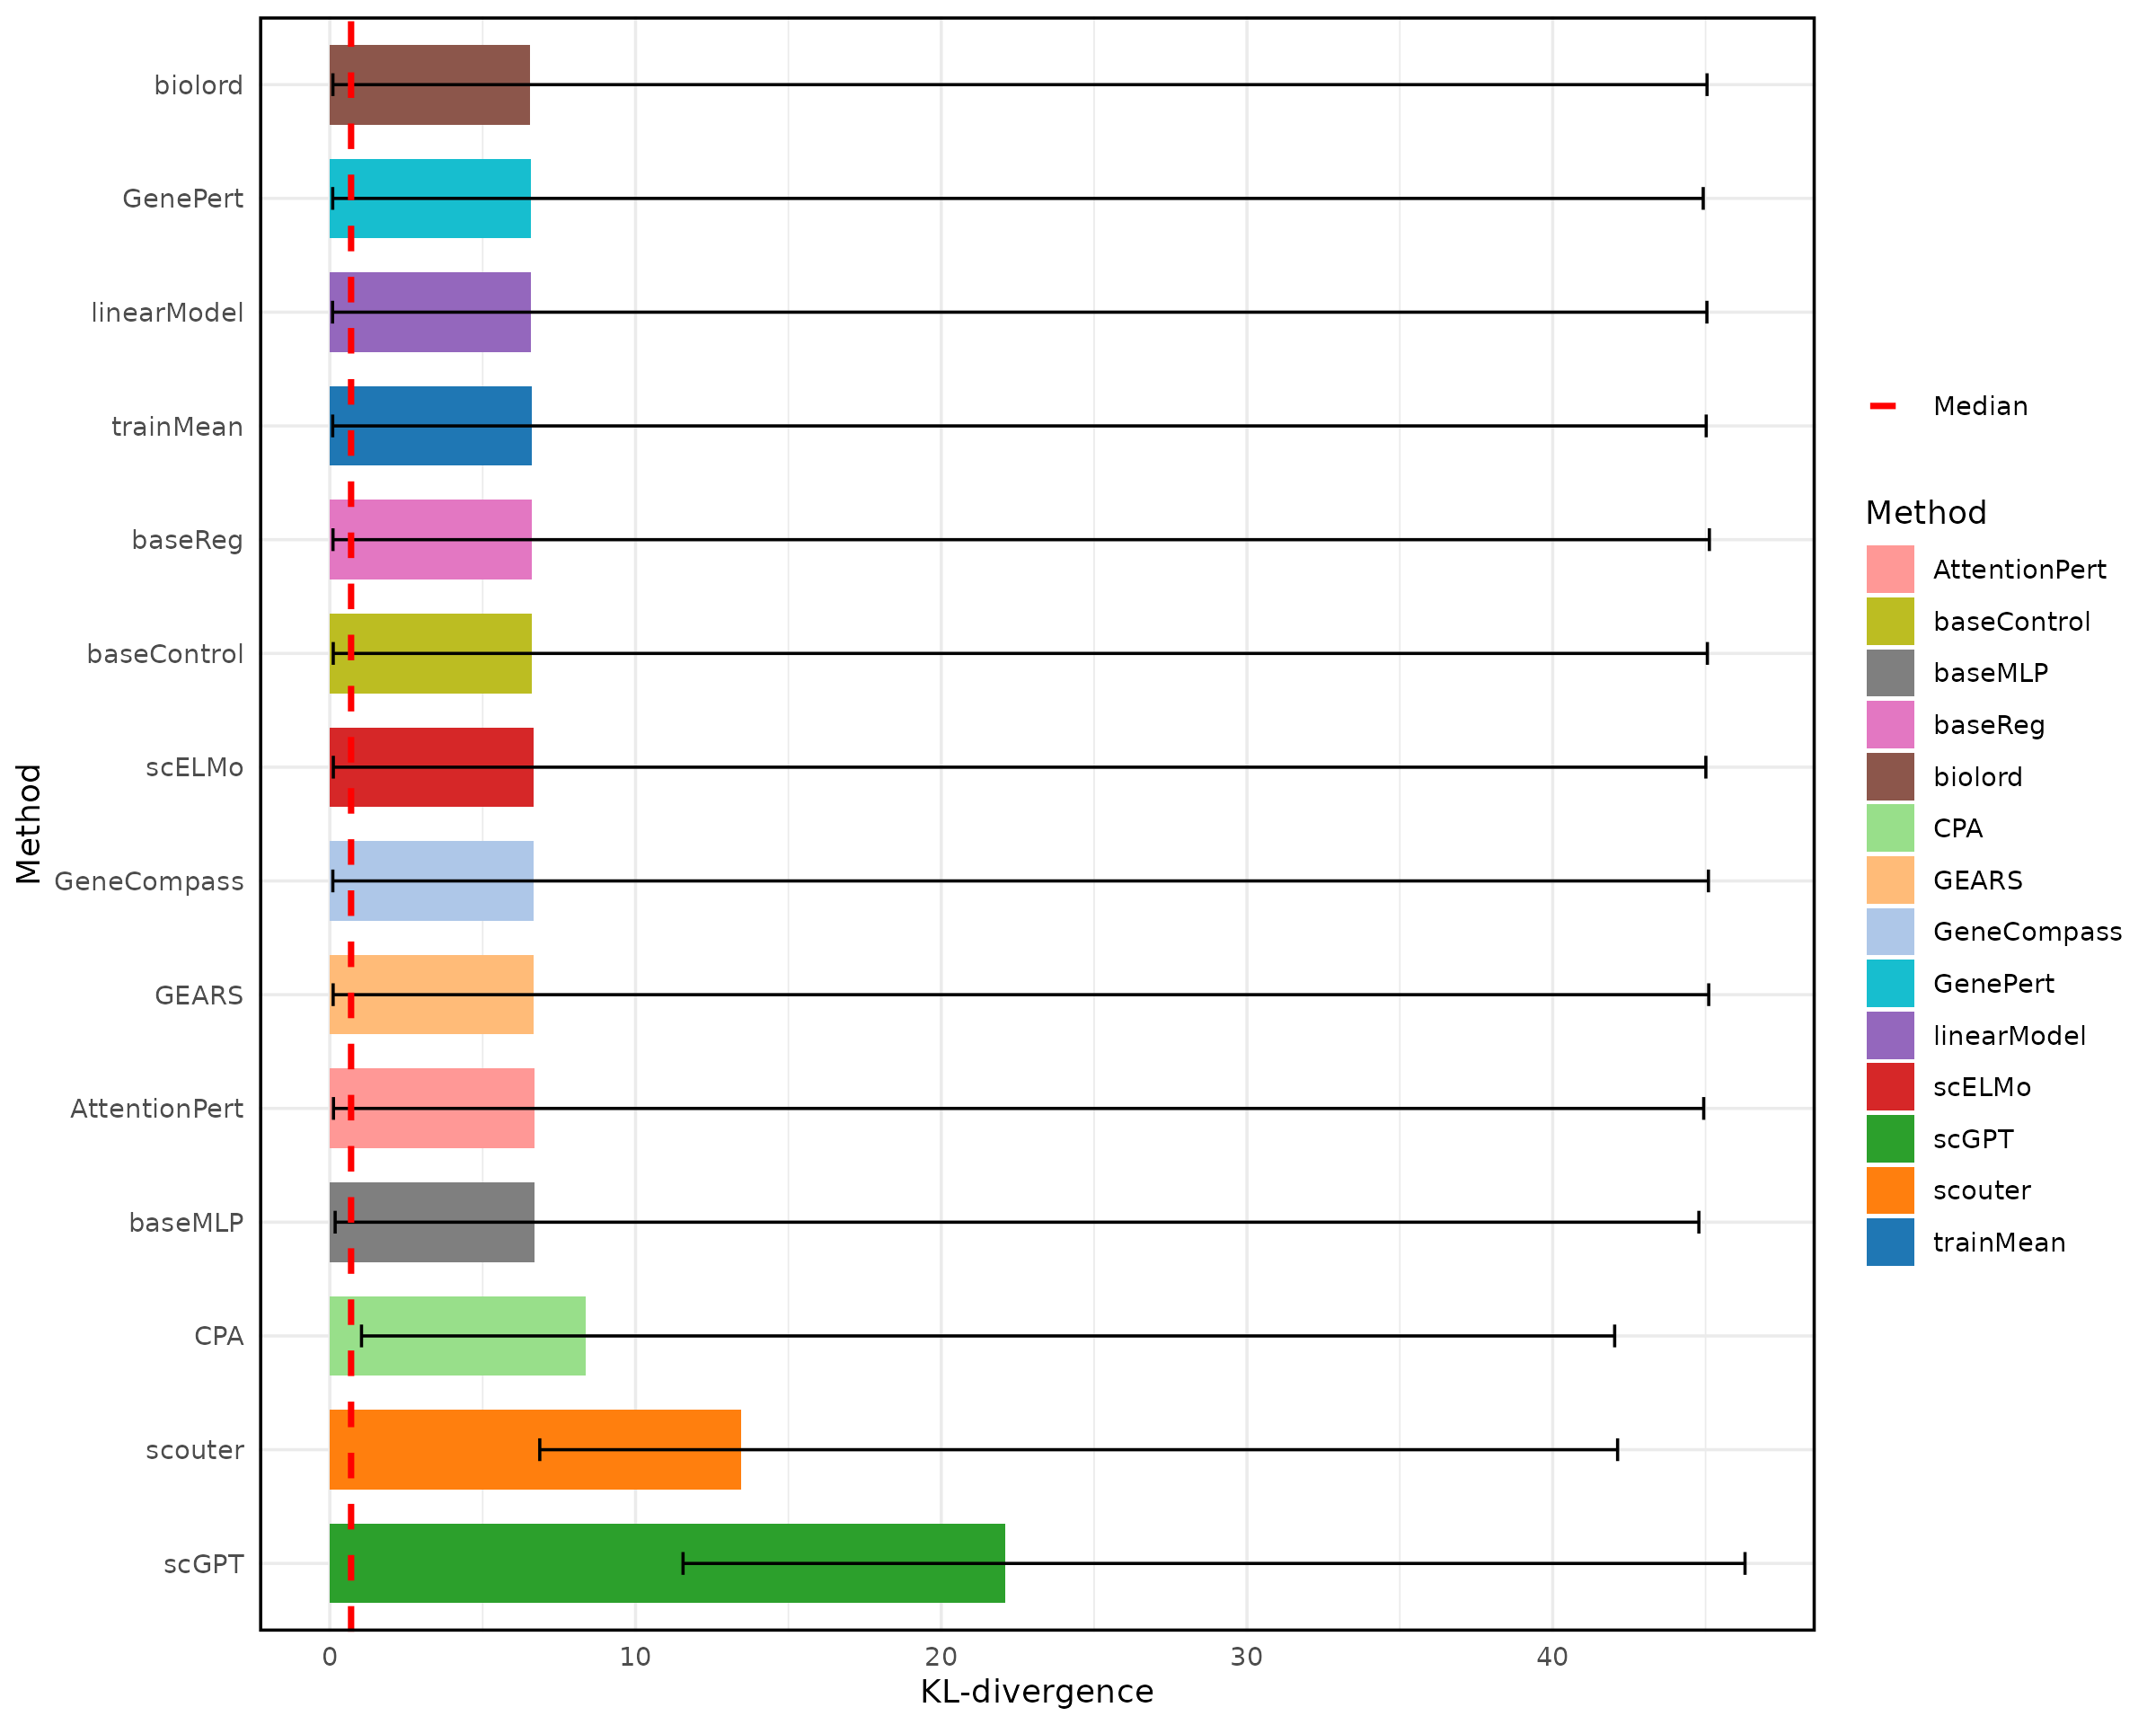 Method
biolord
GenePert
linearModel
trainMean
baseReg
baseControl
scELMo
GeneCompass
GEARS
AttentionPert
baseMLP
CPA
scouter
scGPT
0 10 20 30 40
KL-divergence
Median
Method
AttentionPert
baseControl
baseMLP
baseReg
biolord
CPA
GEARS
GeneCompass
GenePert
linearModel
scELMo
scGPT
scouter
trainMean